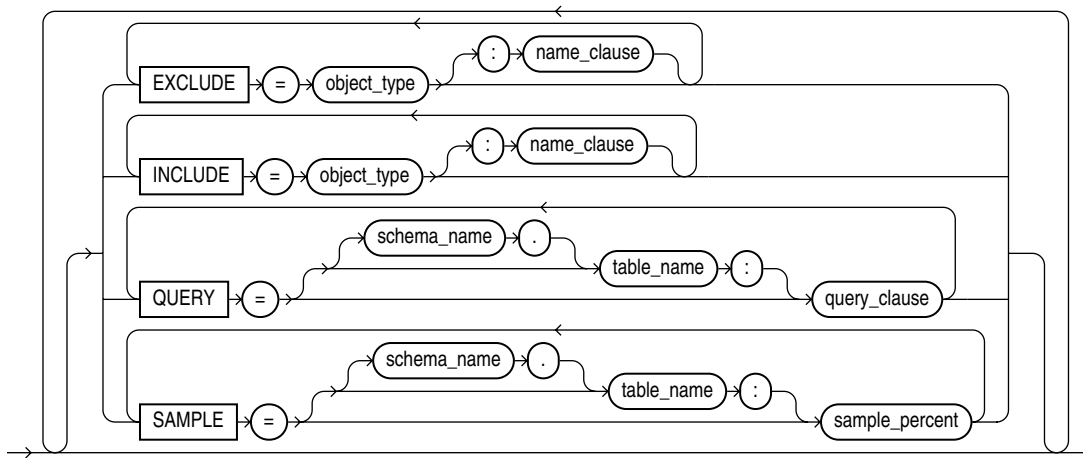 : name_clause
EXCLUDE = object_type
: name_clause
INCLUDE = object_type
schema_name .
table_name :
QUERY = query_clause
schema_name .
table_name :
SAMPLE = sample_percent